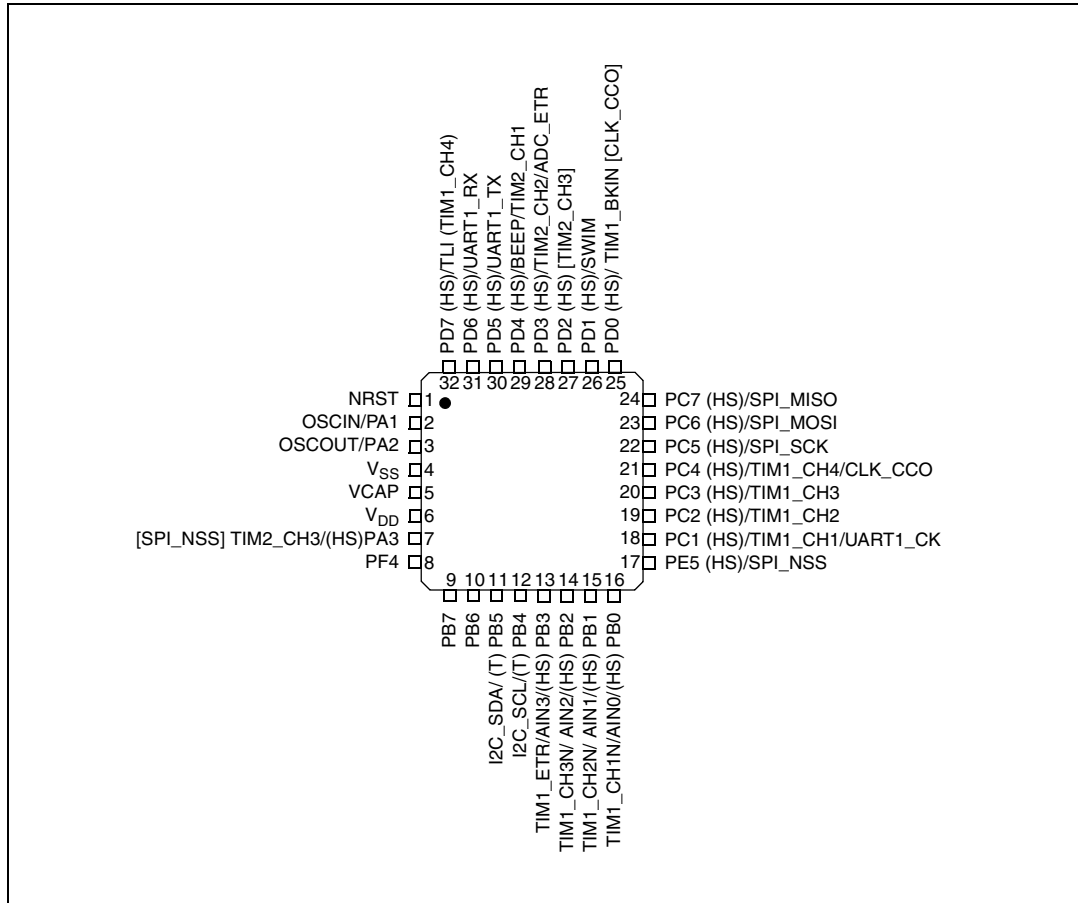 PD7 (HS)/TLI (TIM1_CH4)
PD6 (HS)/UART1_RX
PD5 (HS)/UART1_TX
PD4 (HS)/BEEP/TIM2_CH1
PD3 (HS)/TIM2_CH2/ADC_ETR
PD2 (HS) [TIM2_CH3]
PD1 (HS)/SWIM
PD0 (HS)/ TIM1_BKIN [CLK_CCO]
32 31 30 29 28 27 26 25
NRST 1
OSCIN/PA1 2
OSCOUT/PA2 3
VSS 4
VCAP 5
VDD 6
[SPI_NSS] TIM2_CH3/(HS)PA3 7
PF4 8
24 PC7 (HS)/SPI_MISO
23 PC6 (HS)/SPI_MOSI
22 PC5 (HS)/SPI_SCK
21 PC4 (HS)/TIM1_CH4/CLK_CCO
20 PC3 (HS)/TIM1_CH3
19 PC2 (HS)/TIM1_CH2
18 PC1 (HS)/TIM1_CH1/UART1_CK
17 PE5 (HS)/SPI_NSS
9 10 11 12 13 14 15 16
PB7
PB6
I2C_SDA/ (T) PB5
I2C_SCL/(T) PB4
TIM1_ETR/AIN3/(HS) PB3
TIM1_CH3N/ AIN2/(HS) PB2
TIM1_CH2N/ AIN1/(HS) PB1
TIM1_CH1N/AIN0/(HS) PB0